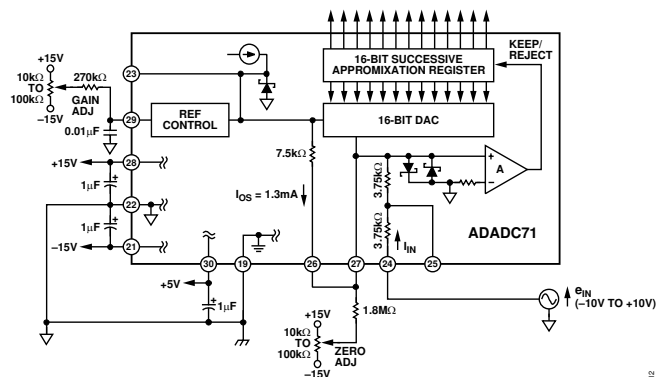 16-BIT SUCCESSIVE
APPROMIXATION REGISTER
KEEP/
REJECT
+15V
10kΩ
TO
100kΩ
–15V
270kΩ
GAIN
ADJ
0.01μF
23
29
REF
CONTROL
16-BIT DAC
7.5kΩ
3.75kΩ
3.75kΩ
+
–
A
+15V
28
1μF
+
22
1μF
+
–15V
21
IOS = 1.3mA
IIN
ADADC71
30
19
26
27
24
25
+5V
+
1μF
1.8MΩ
+15V
10kΩ
TO
100kΩ
–15V
ZERO
ADJ
eIN
(–10V TO +10V)